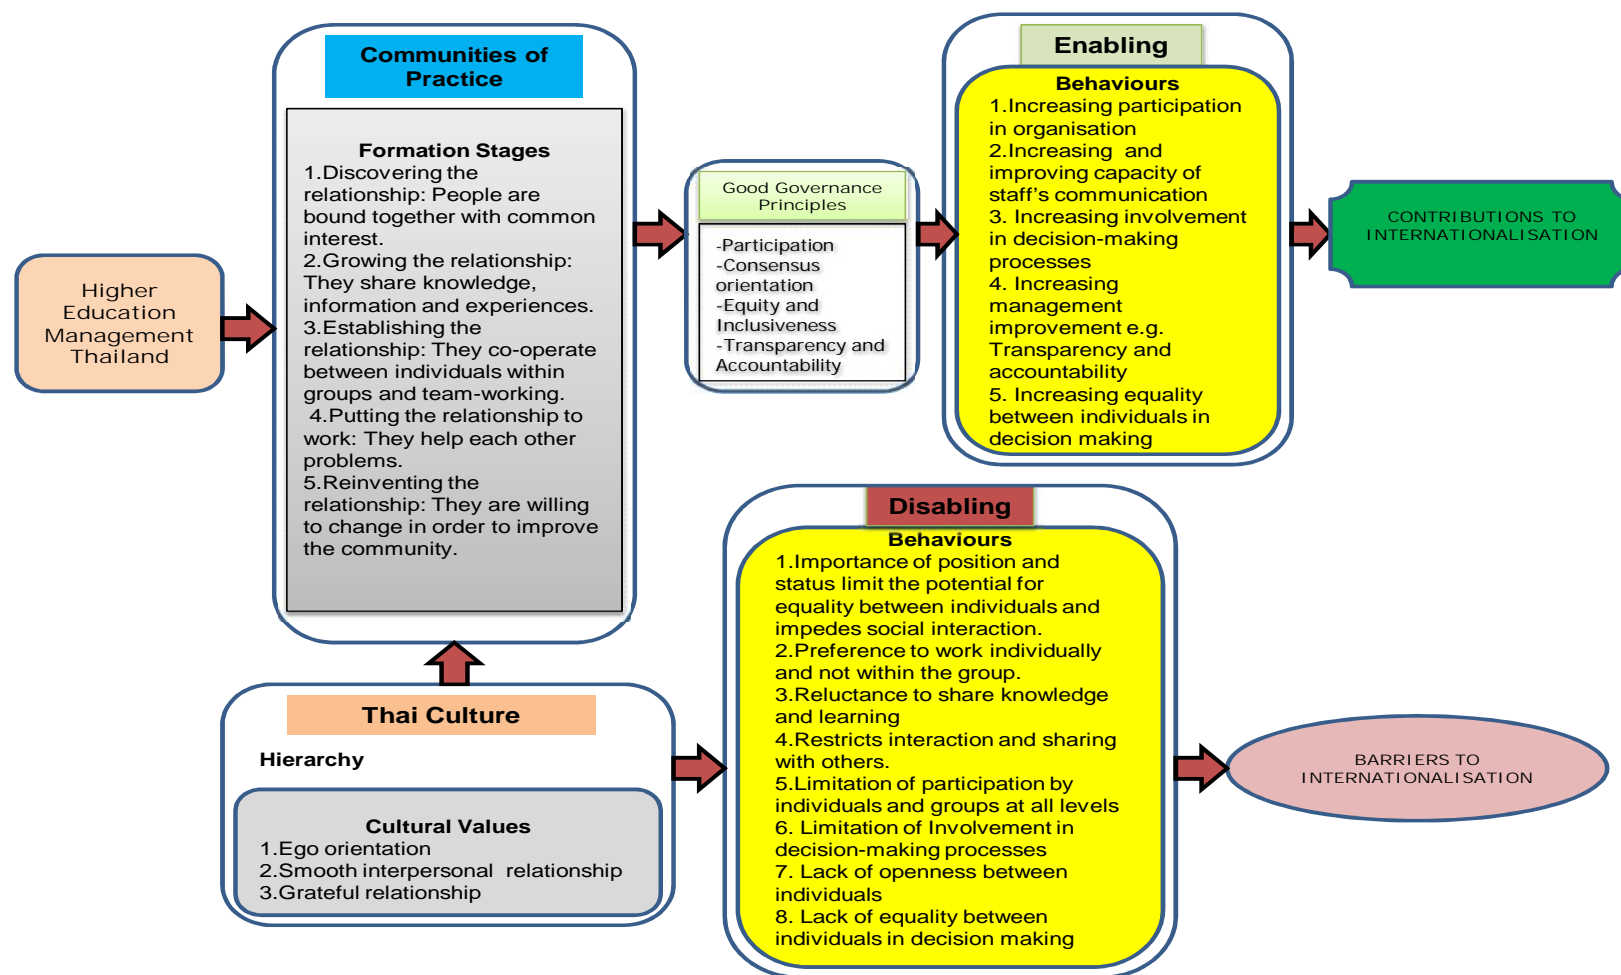 Higher
Education
Management
Thailand
Communities of
Practice
Formation Stages
1.Discovering the
relationship: People are
bound together with common
interest.
2.Growing the relationship:
They share knowledge,
information and experiences.
3.Establishing the
relationship: They co-operate
between individuals within
groups and team-working.
4.Putting the relationship to
work: They help each other
problems.
5.Reinventing the
relationship: They are willing
to change in order to improve
the community.
Good Governance
Principles
-Participation
-Consensus
orientation
-Equity and
Inclusiveness
-Transparency and
Accountability
Enabling
Behaviours
1.Increasing participation
in organisation
2.Increasing and
improving capacity of
staff's communication
3. Increasing involvement
in decision-making
processes
4. Increasing
management
improvement e.g.
Transparency and
accountability
5. Increasing equality
between individuals in
decision making
CONTRIBUTIONS TO
INTERNATIONALISATION
Thai Culture
Hierarchy
Cultural Values
1.Ego orientation
2.Smooth interpersonal relationship
3.Grateful relationship
Disabling
Behaviours
1.Importance of position and
status limit the potential for
equality between individuals and
impedes social interaction.
2.Preference to work individually
and not within the group.
3.Reluctance to share knowledge
and learning
4.Restricts interaction and sharing
with others.
5.Limitation of participation by
individuals and groups at all levels
6. Limitation of Involvement in
decision-making processes
7. Lack of openness between
individuals
8. Lack of equality between
individuals in decision making
BARRIERS TO
INTERNATIONALISATION